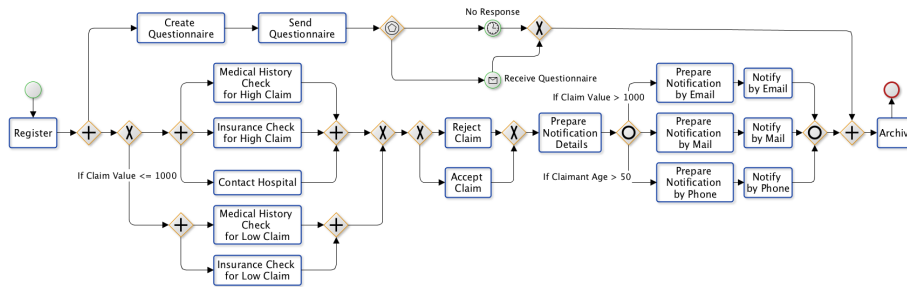 No Response
Create
Questionnaire
Send
Questionnaire
Receive Questionnaire
Medical History
Check
for High Claim
Prepare
Notification
by Email
Notify
by Email
If Claim Value > 1000
Register
Insurance Check
for High Claim
Reject
Claim
Prepare
Notification
Details
Prepare
Notification
by Mail
Notify
by Mail
Archiv
If Claim Value <= 1000
Contact Hospital
Accept
Claim
If Claimant Age > 50
Prepare
Notification
by Phone
Notify
by Phone
Medical History
Check
for Low Claim
Insurance Check
for Low Claim